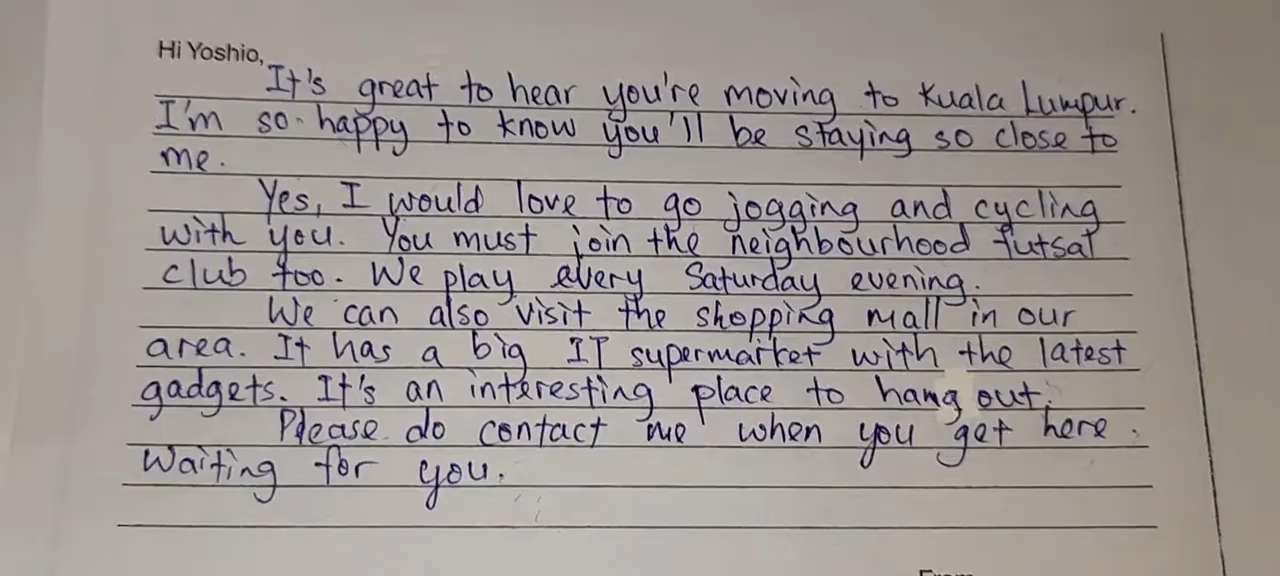 Hi Yoshio,
It's great to hear you're moving to Kuala Lumpur.
I'm so happy to know you'll be staying so close to
me.
Yes, I would love to go jogging and cycling
with you. You must join the neighbourhood futsal
club too. We play every Saturday evening.
We can also visit the shopping mall in our
area. It has a big IT supermarket with the latest
gadgets. It's an interesting place to hang out.
Please do contact me when you get here.
Waiting for you.